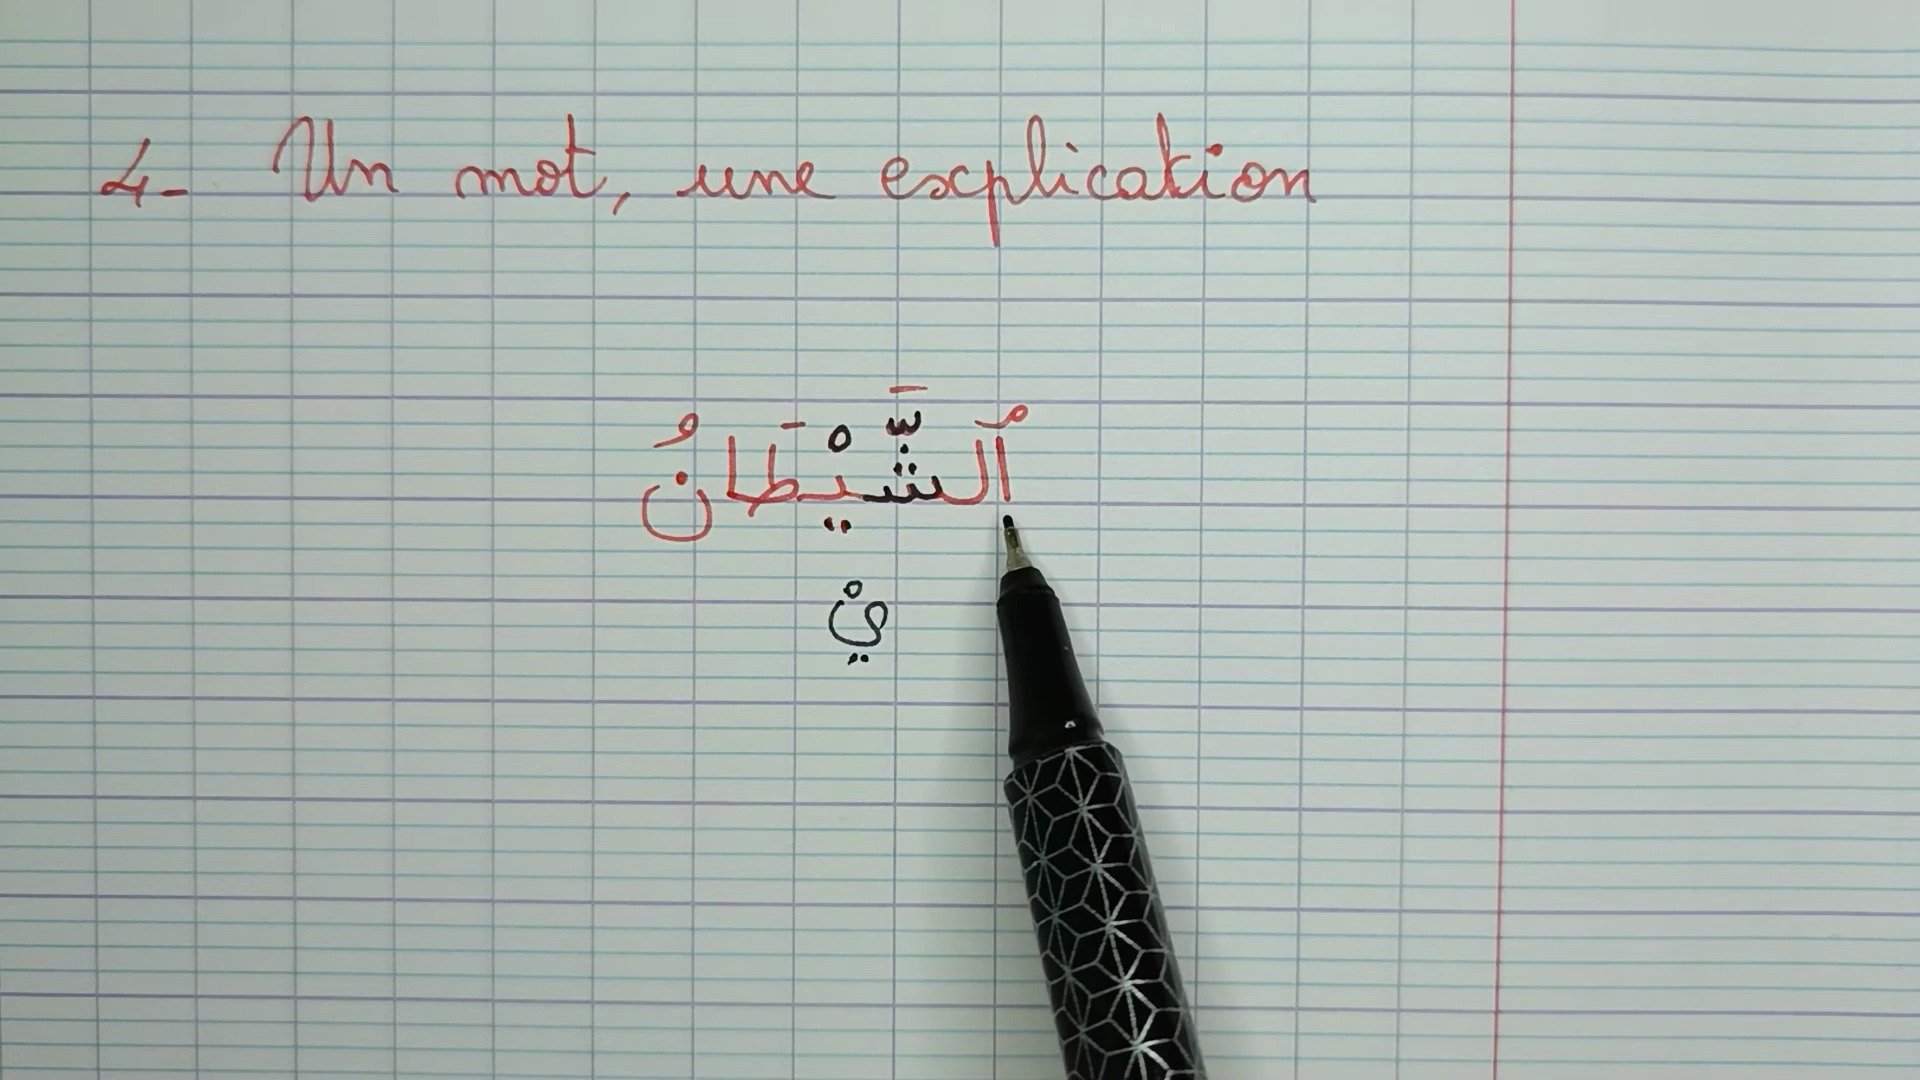 4- Un mot, une explication
ٱلشَّيْطَانُ
يْ